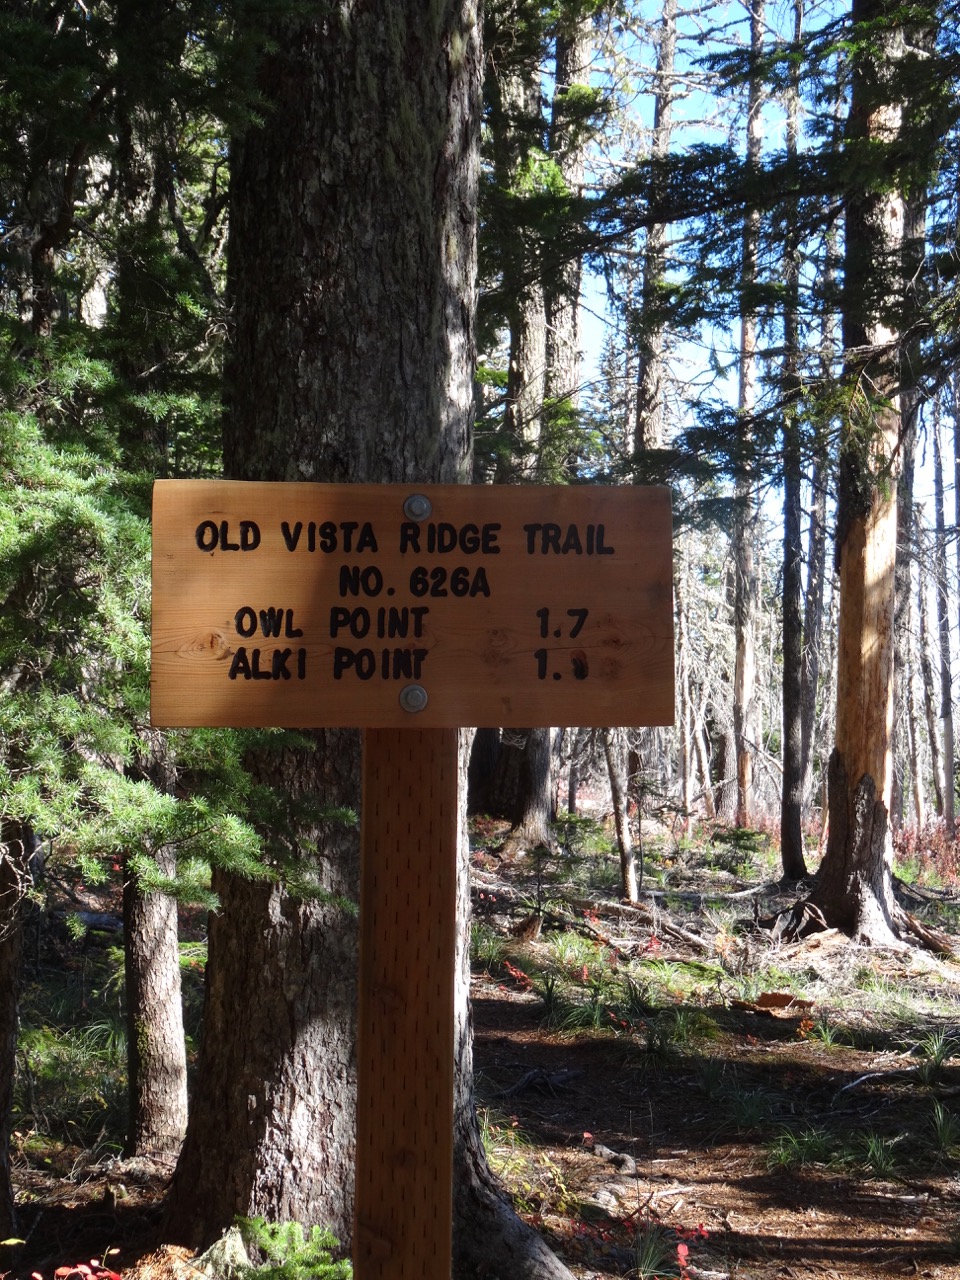 OLD VISTA RIDGE TRAIL
NO. 626A
OWL POINT 1.7
ALKI POINT